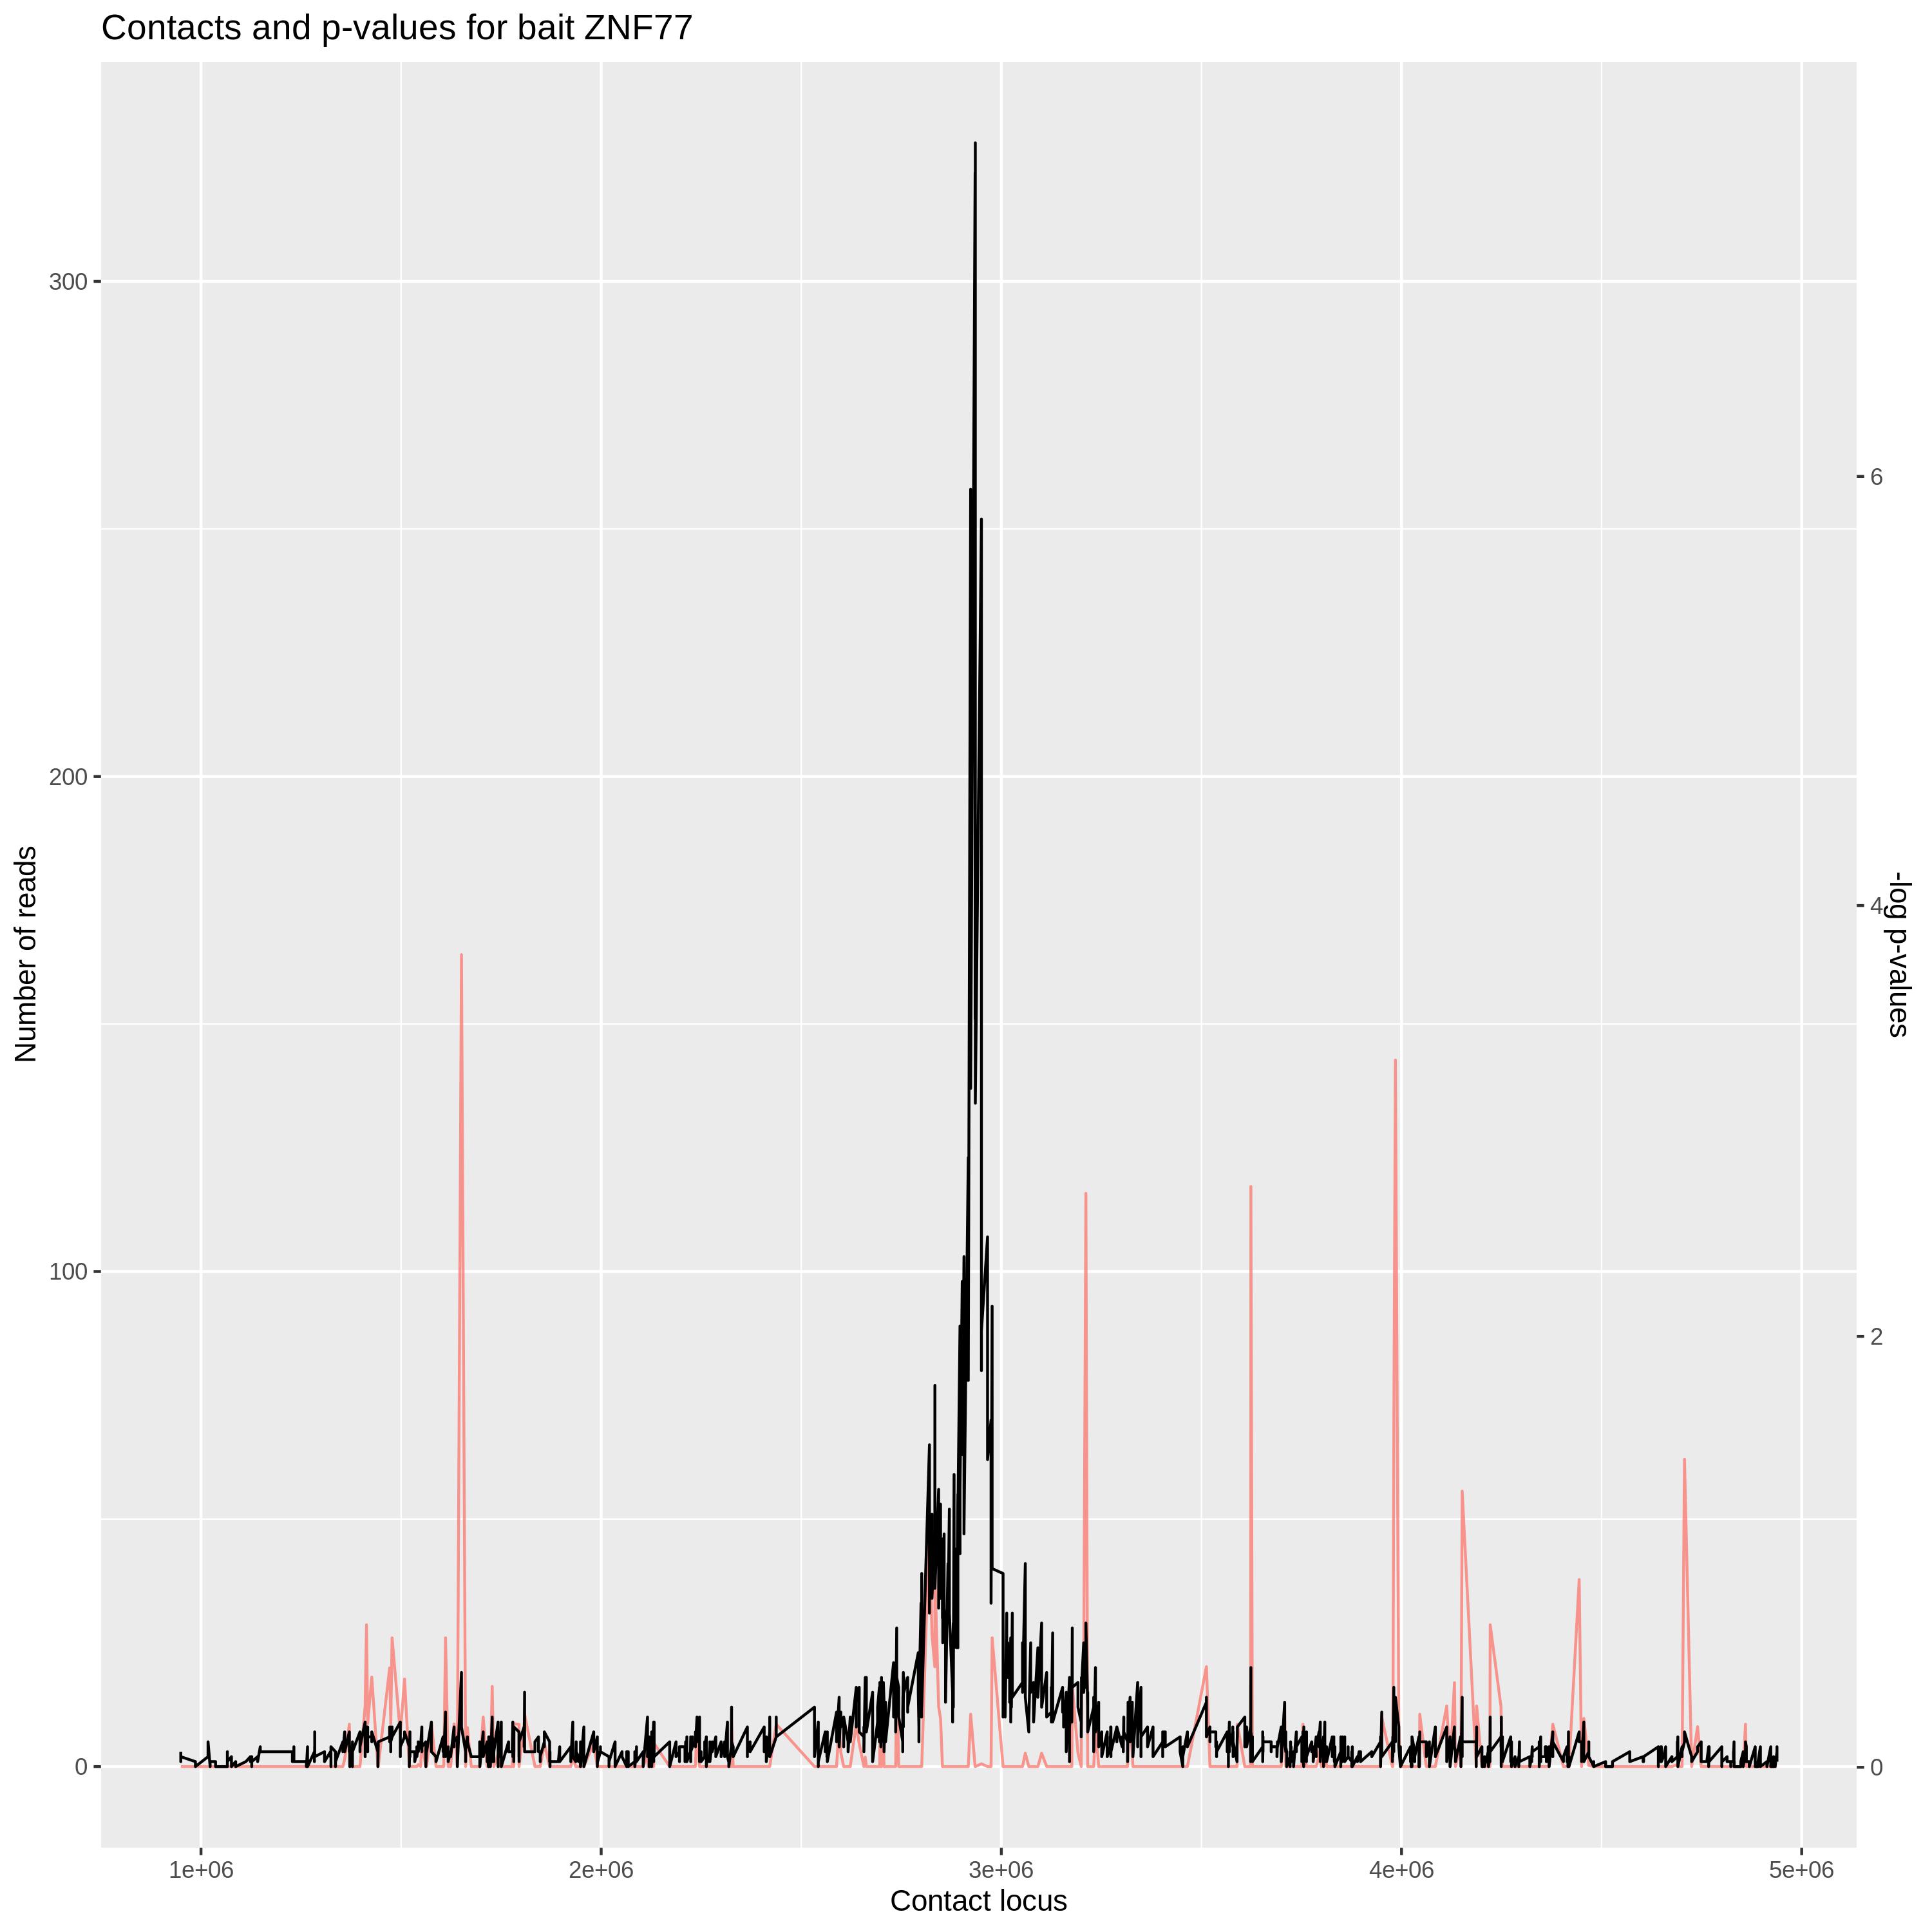 Contacts and p-values for bait ZNF77
300
200
100
0
Number of reads
6
4
2
0
-log p-values
1e+06
2e+06
3e+06
4e+06
5e+06
Contact locus